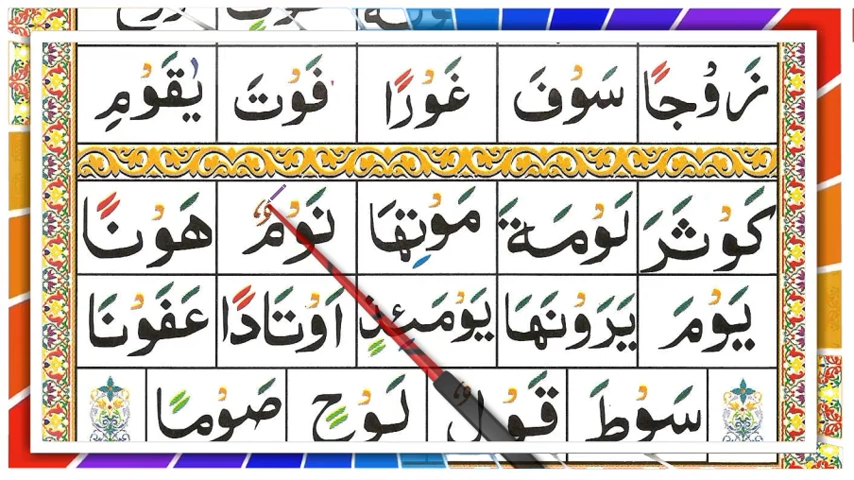 زَوْجًا سَوْفَ غَوْرًا فَوْتَ يَقَوْمِ
كَوْثَرَ لَوْمَةَ مَوْتِهَا نَوْمٌ هَوْنًا
يَوْمَ يَرَوْنَهَا يَوْمَئِذٍ اَوْتَادًا عَفَوْنَا
سَوْطَ قَوْلٌ لَوْحٍ صَوْمًا